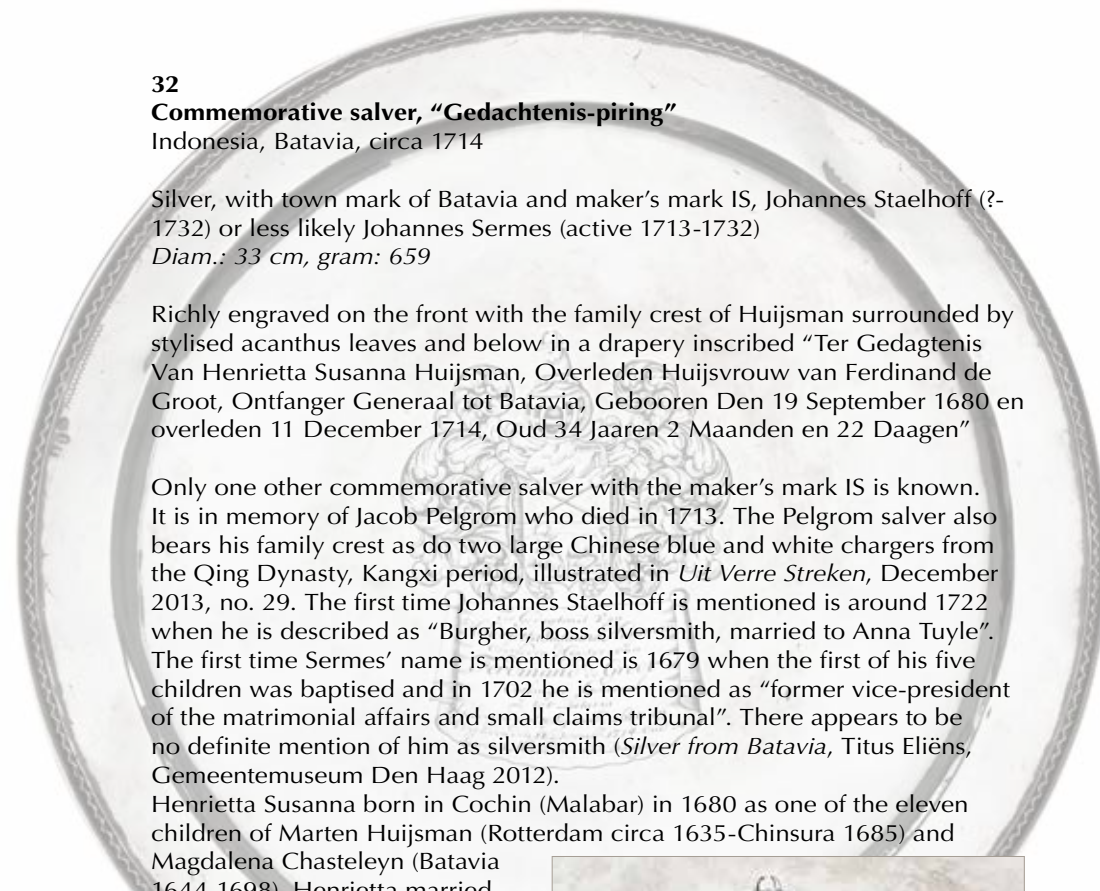 32
Commemorative salver, “Gedachtenis-piring”
Indonesia, Batavia, circa 1714
Silver, with town mark of Batavia and maker’s mark IS, Johannes Staelhoff (?-
1732) or less likely Johannes Sermes (active 1713-1732)
Diam.: 33 cm, gram: 659
Richly engraved on the front with the family crest of Huijsman surrounded by
stylised acanthus leaves and below in a drapery inscribed “Ter Gedagtenis
Van Henrietta Susanna Huijsman, Overleden Huijsvrouw van Ferdinand de
Groot, Ontfanger Generaal tot Batavia, Gebooren Den 19 September 1680 en
overleden 11 December 1714, Oud 34 Jaaren 2 Maanden en 22 Daagen”
Only one other commemorative salver with the maker’s mark IS is known.
It is in memory of Jacob Pelgrom who died in 1713. The Pelgrom salver also
bears his family crest as do two large Chinese blue and white chargers from
the Qing Dynasty, Kangxi period, illustrated in Uit Verre Streken, December
2013, no. 29. The first time Johannes Staelhoff is mentioned is around 1722
when he is described as “Burgher, boss silversmith, married to Anna Tuyle”.
The first time Sermes’ name is mentioned is 1679 when the first of his five
children was baptised and in 1702 he is mentioned as “former vice-president
of the matrimonial affairs and small claims tribunal”. There appears to be
no definite mention of him as silversmith (Silver from Batavia, Titus Eliëns,
Gemeentemuseum Den Haag 2012).
Henrietta Susanna born in Cochin (Malabar) in 1680 as one of the eleven
children of Marten Huijsman (Rotterdam circa 1635-Chinsura 1685) and
Magdalena Chasteleyn (Batavia
1644-1698). Henrietta married